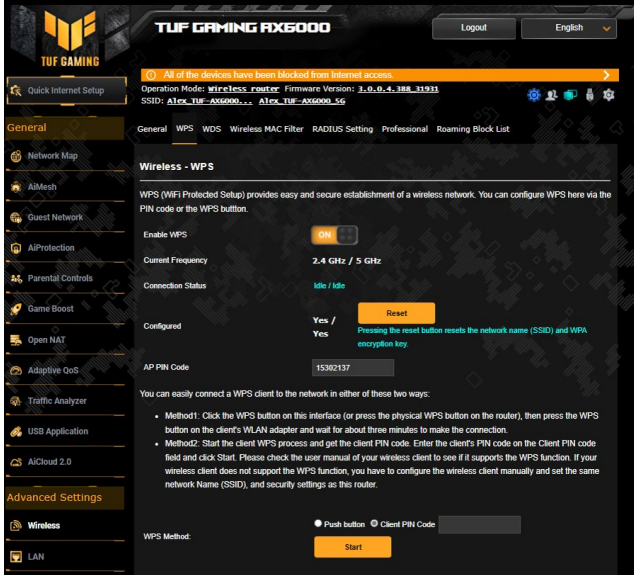 TUF GAMING AX6000
Logout
English
TUF GAMING
All of the devices have been blocked from Internet access.
Quick Internet Setup
Operation Mode: Wireless router Firmware Version: 3.0.0.4.388_31931
SSID: Alex_TUF-AX6000... Alex_TUF-AX6000_5G
General
General WPS WDS Wireless MAC Filter RADIUS Setting Professional Roaming Block List
Network Map
AiMesh
Guest Network
AiProtection
Parental Controls
Game Boost
Open NAT
Adaptive QoS
Traffic Analyzer
USB Application
AiCloud 2.0
Advanced Settings
Wireless
LAN
Wireless - WPS
WPS (WiFi Protected Setup) provides easy and secure establishment of a wireless network. You can configure WPS here via the
PIN code or the WPS buttton.
Enable WPS
ON
Current Frequency
2.4 GHz / 5 GHz
Connection Status
Idle / Idle
Configured
Yes /
Yes
Reset
Pressing the reset button resets the network name (SSID) and WPA
encryption key.
AP PIN Code
15302137
You can easily connect a WPS client to the network in either of these two ways:
• Method1: Click the WPS button on this interface (or press the physical WPS button on the router), then press the WPS
button on the client's WLAN adapter and wait for about three minutes to make the connection.
• Method2: Start the client WPS process and get the client PIN code. Enter the client's PIN code on the Client PIN code
field and click Start. Please check the user manual of your wireless client to see if it supports the WPS function. If your
wireless client does not support the WPS function, you have to configure the wireless client manually and set the same
network Name (SSID), and security settings as this router.
WPS Method:
Push button Client PIN Code
Start